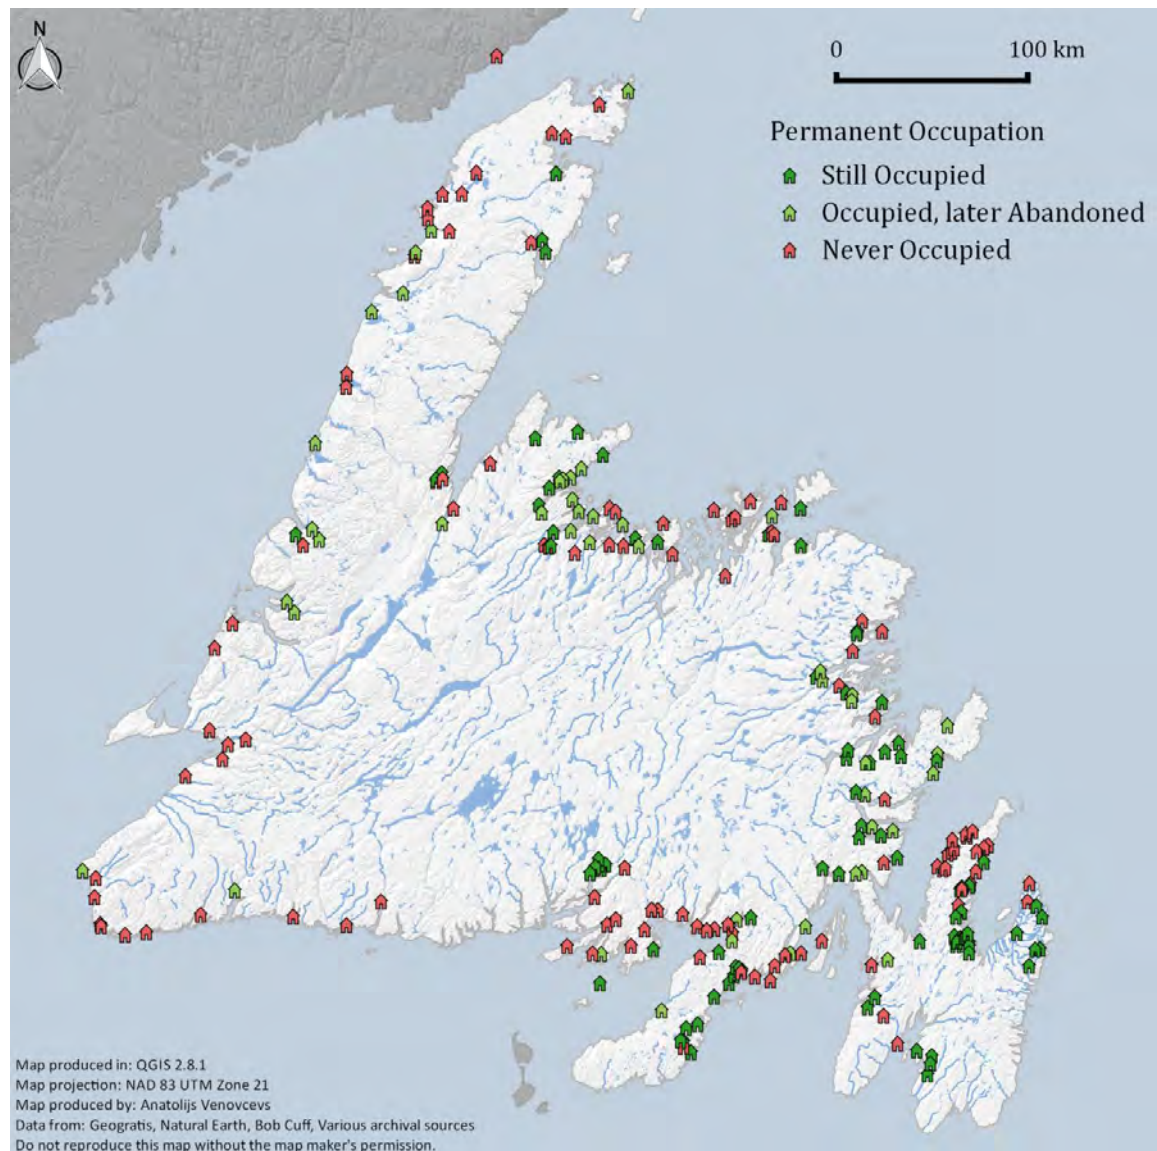 N
0 100 km
Permanent Occupation
Still Occupied
Occupied, later Abandoned
Never Occupied
Map produced in: QGIS 2.8.1
Map projection: NAD 83 UTM Zone 21
Map produced by: Anatolijs Venovcevs
Data from: Geogratis, Natural Earth, Bob Cuff, Various archival sources
Do not reproduce this map without the map maker's permission.